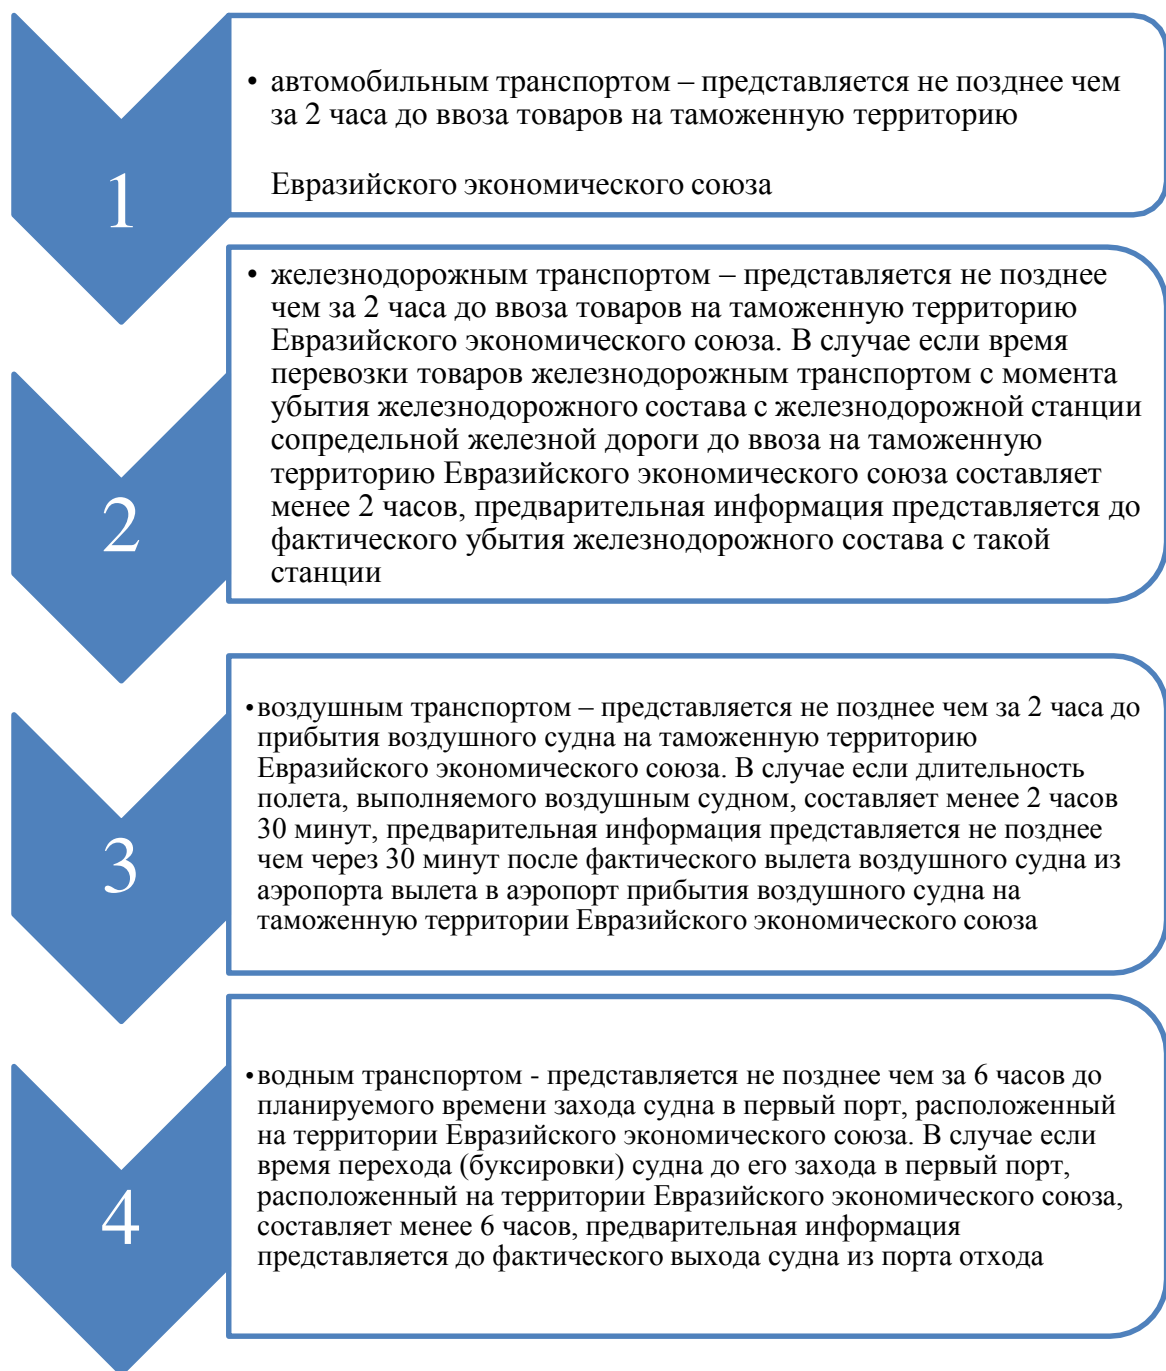 1
• автомобильным транспортом – представляется не позднее чем
за 2 часа до ввоза товаров на таможенную территорию
Евразийского экономического союза
2
• железнодорожным транспортом – представляется не позднее
чем за 2 часа до ввоза товаров на таможенную территорию
Евразийского экономического союза. В случае если время
перевозки товаров железнодорожным транспортом с момента
убытия железнодорожного состава с железнодорожной станции
сопредельной железной дороги до ввоза на таможенную
территорию Евразийского экономического союза составляет
менее 2 часов, предварительная информация представляется до
фактического убытия железнодорожного состава с такой
станции
3
•воздушным транспортом – представляется не позднее чем за 2 часа до
прибытия воздушного судна на таможенную территорию
Евразийского экономического союза. В случае если длительность
полета, выполняемого воздушным судном, составляет менее 2 часов
30 минут, предварительная информация представляется не позднее
чем через 30 минут после фактического вылета воздушного судна из
аэропорта вылета в аэропорт прибытия воздушного судна на
таможенную территории Евразийского экономического союза
4
•водным транспортом - представляется не позднее чем за 6 часов до
планируемого времени захода судна в первый порт, расположенный
на территории Евразийского экономического союза. В случае если
время перехода (буксировки) судна до его захода в первый порт,
расположенный на территории Евразийского экономического союза,
составляет менее 6 часов, предварительная информация
представляется до фактического выхода судна из порта отхода